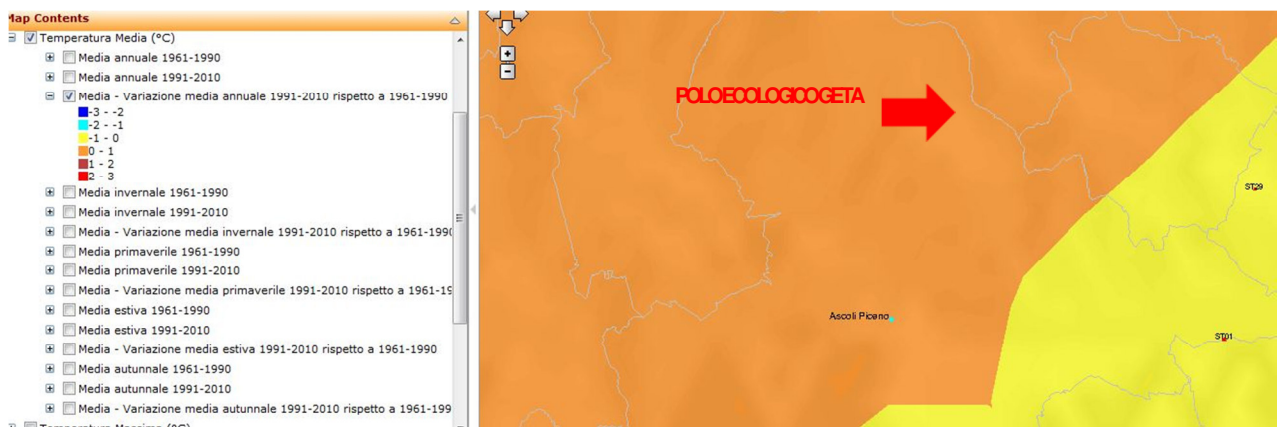 Map Contents
Temperatura Media (°C)
Media annuale 1961-1990
Media annuale 1991-2010
Media - Variazione media annuale 1991-2010 rispetto a 1961-1990
-3 - -2
-2 - -1
-1 - 0
0 - 1
1 - 2
2 - 3
Media invernale 1961-1990
Media invernale 1991-2010
Media - Variazione media invernale 1991-2010 rispetto a 1961-1990
Media primaverile 1961-1990
Media primaverile 1991-2010
Media - Variazione media primaverile 1991-2010 rispetto a 1961-19
Media estiva 1961-1990
Media estiva 1991-2010
Media - Variazione media estiva 1991-2010 rispetto a 1961-1990
Media autunnale 1961-1990
Media autunnale 1991-2010
Media - Variazione media autunnale 1991-2010 rispetto a 1961-199
Temperatura Massima (°C)
POLOECOLOGICOGETA
ST29
Ascoli Piceno
ST01